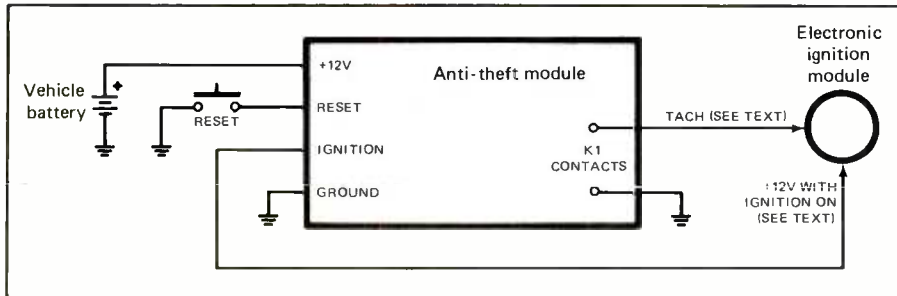 Electronic
ignition
module
+12V
Anti-theft module
Vehicle
battery
+
RESET
RESET
TACH (SEE TEXT)
IGNITION
K1
CONTACTS
GROUND
+12V WITH
IGNITION ON
(SEE TEXT)